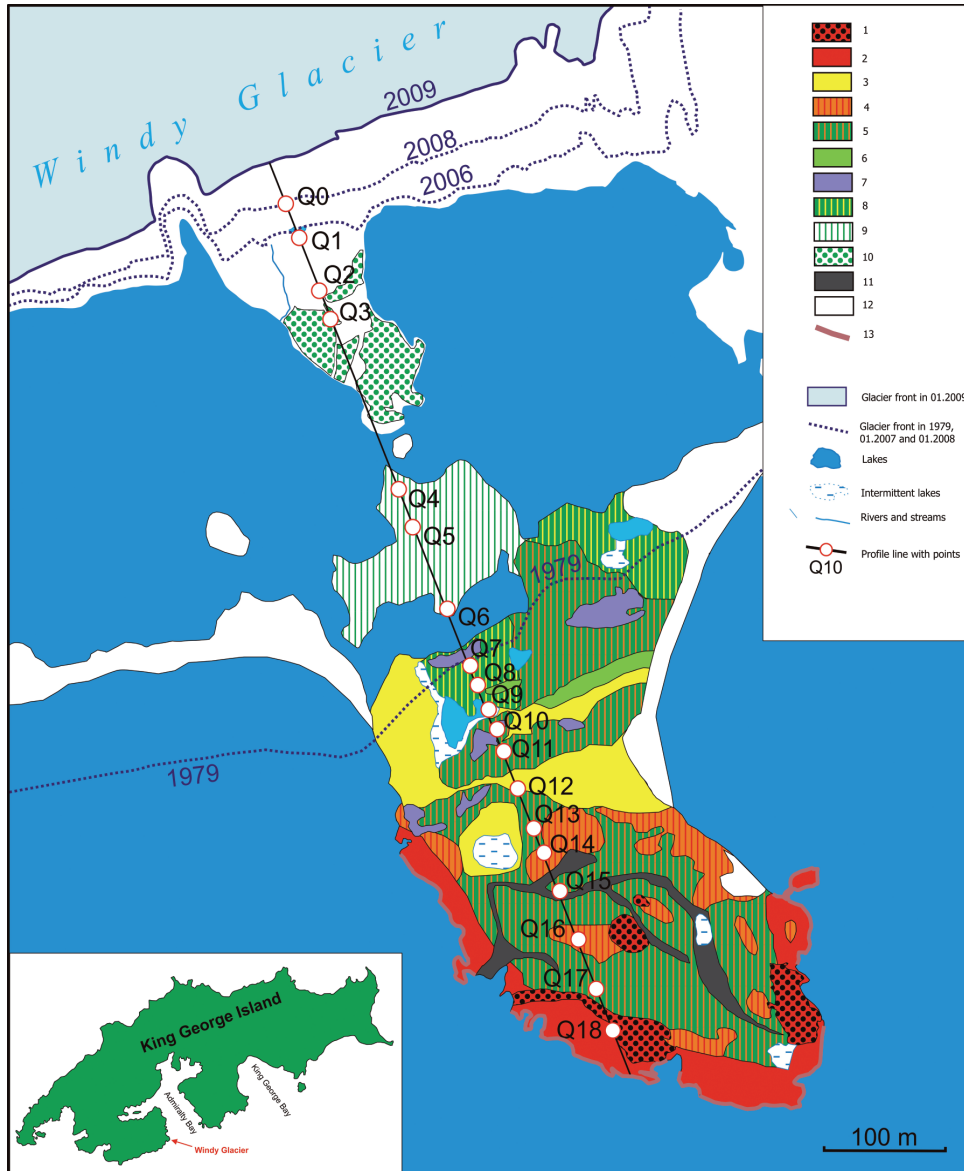 Windy Glacier
2009
2008
2006
Q0
Q1
Q2
Q3
Q4
Q5
1979
Q6
Q7
Q8
Q9
Q10
Q11
1979
Q12
Q13
Q14
Q15
Q16
Q17
Q18
100 m
1
2
3
4
5
6
7
8
9
10
11
12
13
Glacier front in 01.2009
Glacier front in 1979,
01.2007 and 01.2008
Lakes
Intermittent lakes
Rivers and streams
Profile line with points
Q10
King George Island
Admiralty Bay
King George Bay
Windy Glacier